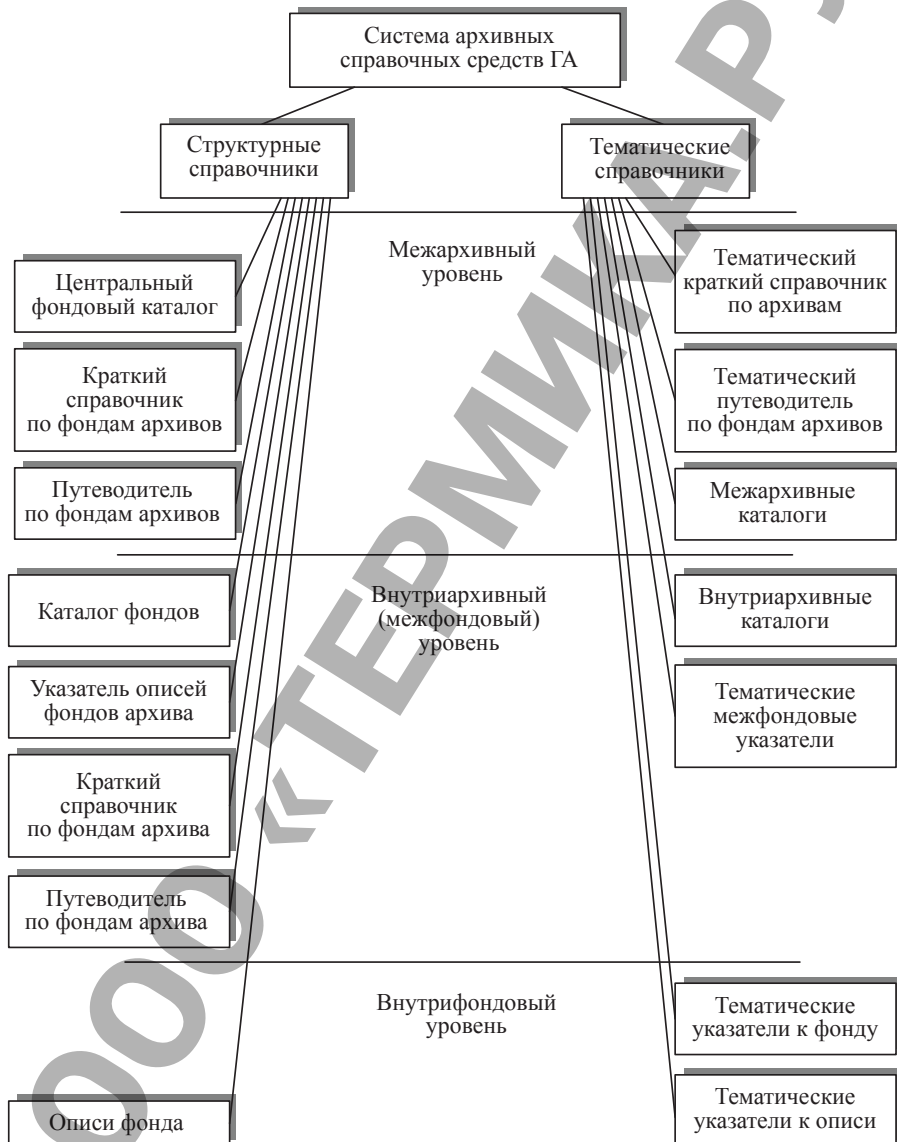 Система архивных
справочных средств ГА
Структурные
справочники
Тематические
справочники
Межархивный
уровень
Центральный
фондовый каталог
Краткий
справочник
по фондам архивов
Путеводитель
по фондам архивов
Тематический
краткий справочник
по архивам
Тематический
путеводитель
по фондам архивов
Межархивные
каталоги
Внутриархивный
(межфондовый)
уровень
Каталог фондов
Указатель описей
фондов архива
Краткий
справочник
по фондам архива
Путеводитель
по фондам архива
Внутриархивные
каталоги
Тематические
межфондовые
указатели
Внутрифондовый
уровень
Описи фонда
Тематические
указатели к фонду
Тематические
указатели к описи
ООО «ТЕРМИКА.Р